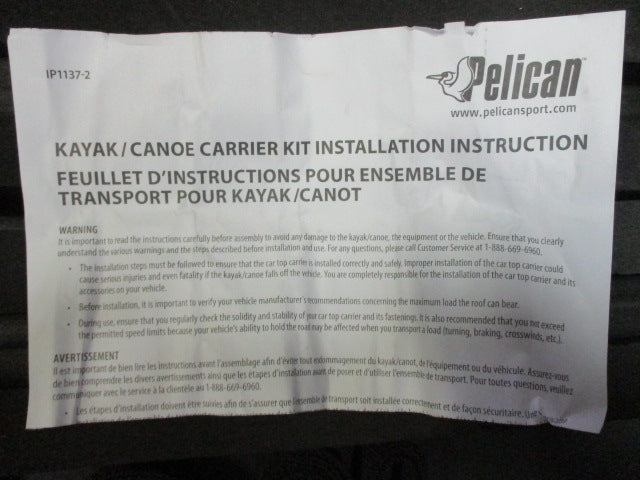 IP1137-2
Pelican™
www.pelicansport.com
KAYAK / CANOE CARRIER KIT INSTALLATION INSTRUCTION
FEUILLET D'INSTRUCTIONS POUR ENSEMBLE DE
TRANSPORT POUR KAYAK /CANOT
WARNING
It is important to read the instructions carefully before assembly to avoid any damage to the kayak/canoe, the equipment or the vehicle. Ensure that you clearly
understand the various warnings and the steps described before installation and use. For any questions, please call Customer Service at 1-888-669-6960.
• The installation steps must be followed to ensure that the car top carrier is installed correctly and safely. Improper installation of the car top carrier could
cause serious injuries and even fatality if the kayak/canoe falls off the vehicle. You are completely responsible for the installation of the car top carrier and its
accessories on your vehicle.
• Before installation, it is important to verify your vehicle manufacturer's recommendations concerning the maximum load the roof can bear.
• During use, ensure that you regularly check the solidity and stability of your car top carrier and its fastenings. It is also recommended that you not exceed
the permitted speed limits because your vehicle's ability to hold the road may be affected when you transport a load (turning, braking, crosswinds, etc.).
AVERTISSEMENT
Il est important de bien lire les instructions avant l'assemblage afin d'éviter tout endommagement du kayak/canot, de l'équipement ou du véhicule. Assurez-vous
de bien comprendre les divers avertissements ainsi que les étapes d'installation avant de poser et d'utiliser l'ensemble de transport. Pour toutes questions, veuillez
communiquer avec le service à la clientèle au 1-888-669-6960.
• Les étapes d'installation doivent être suivies afin de s'assurer que l'ensemble de transport soit installée correctement et de façon sécuritaire.